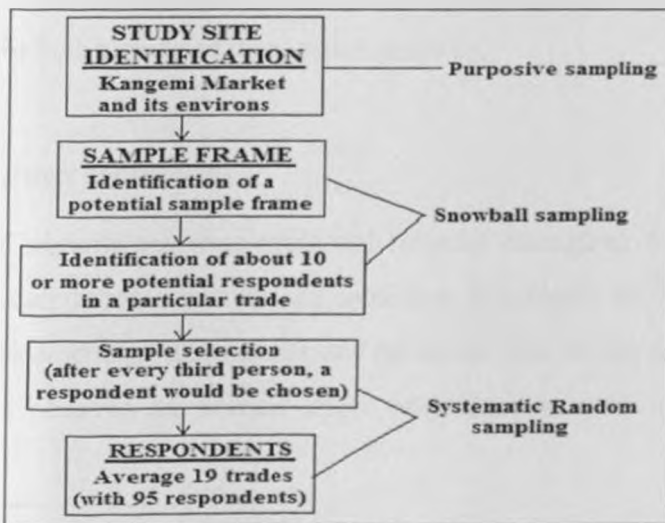 STUDY SITE
IDENTIFICATION
Kangemi Market
and its environs
Purposive sampling
SAMPLE FRAME
Identification of a
potential sample frame
Snowball sampling
Identification of about 10
or more potential respondents
in a particular trade
Sample selection
(after every third person, a
respondent would be chosen)
Systematic Random
sampling
RESPONDENTS
Average 19 trades
(with 95 respondents)